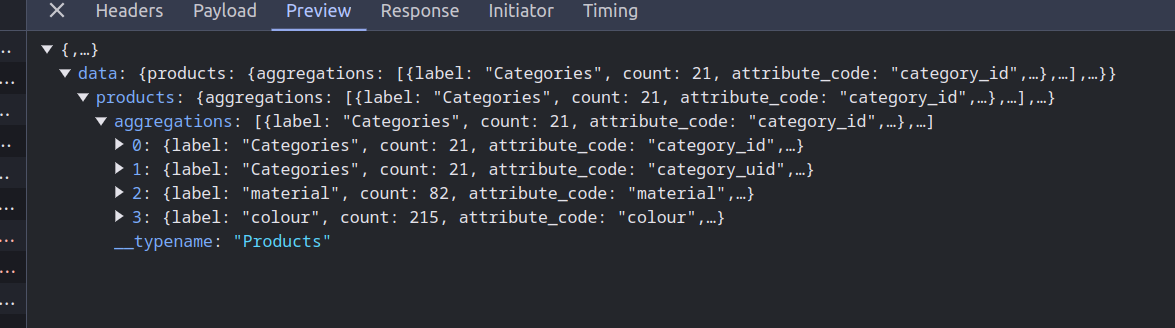 Headers Payload Preview Response Initiator Timing
{,…}
data: {products: {aggregations: [{label: "Categories", count: 21, attribute_code: "category_id",…},…],…}}
products: {aggregations: [{label: "Categories", count: 21, attribute_code: "category_id",…},…],…}
aggregations: [{label: "Categories", count: 21, attribute_code: "category_id",…},…]
0: {label: "Categories", count: 21, attribute_code: "category_id",…}
1: {label: "Categories", count: 21, attribute_code: "category_uid",…}
2: {label: "material", count: 82, attribute_code: "material",…}
3: {label: "colour", count: 215, attribute_code: "colour",…}
__typename: "Products"